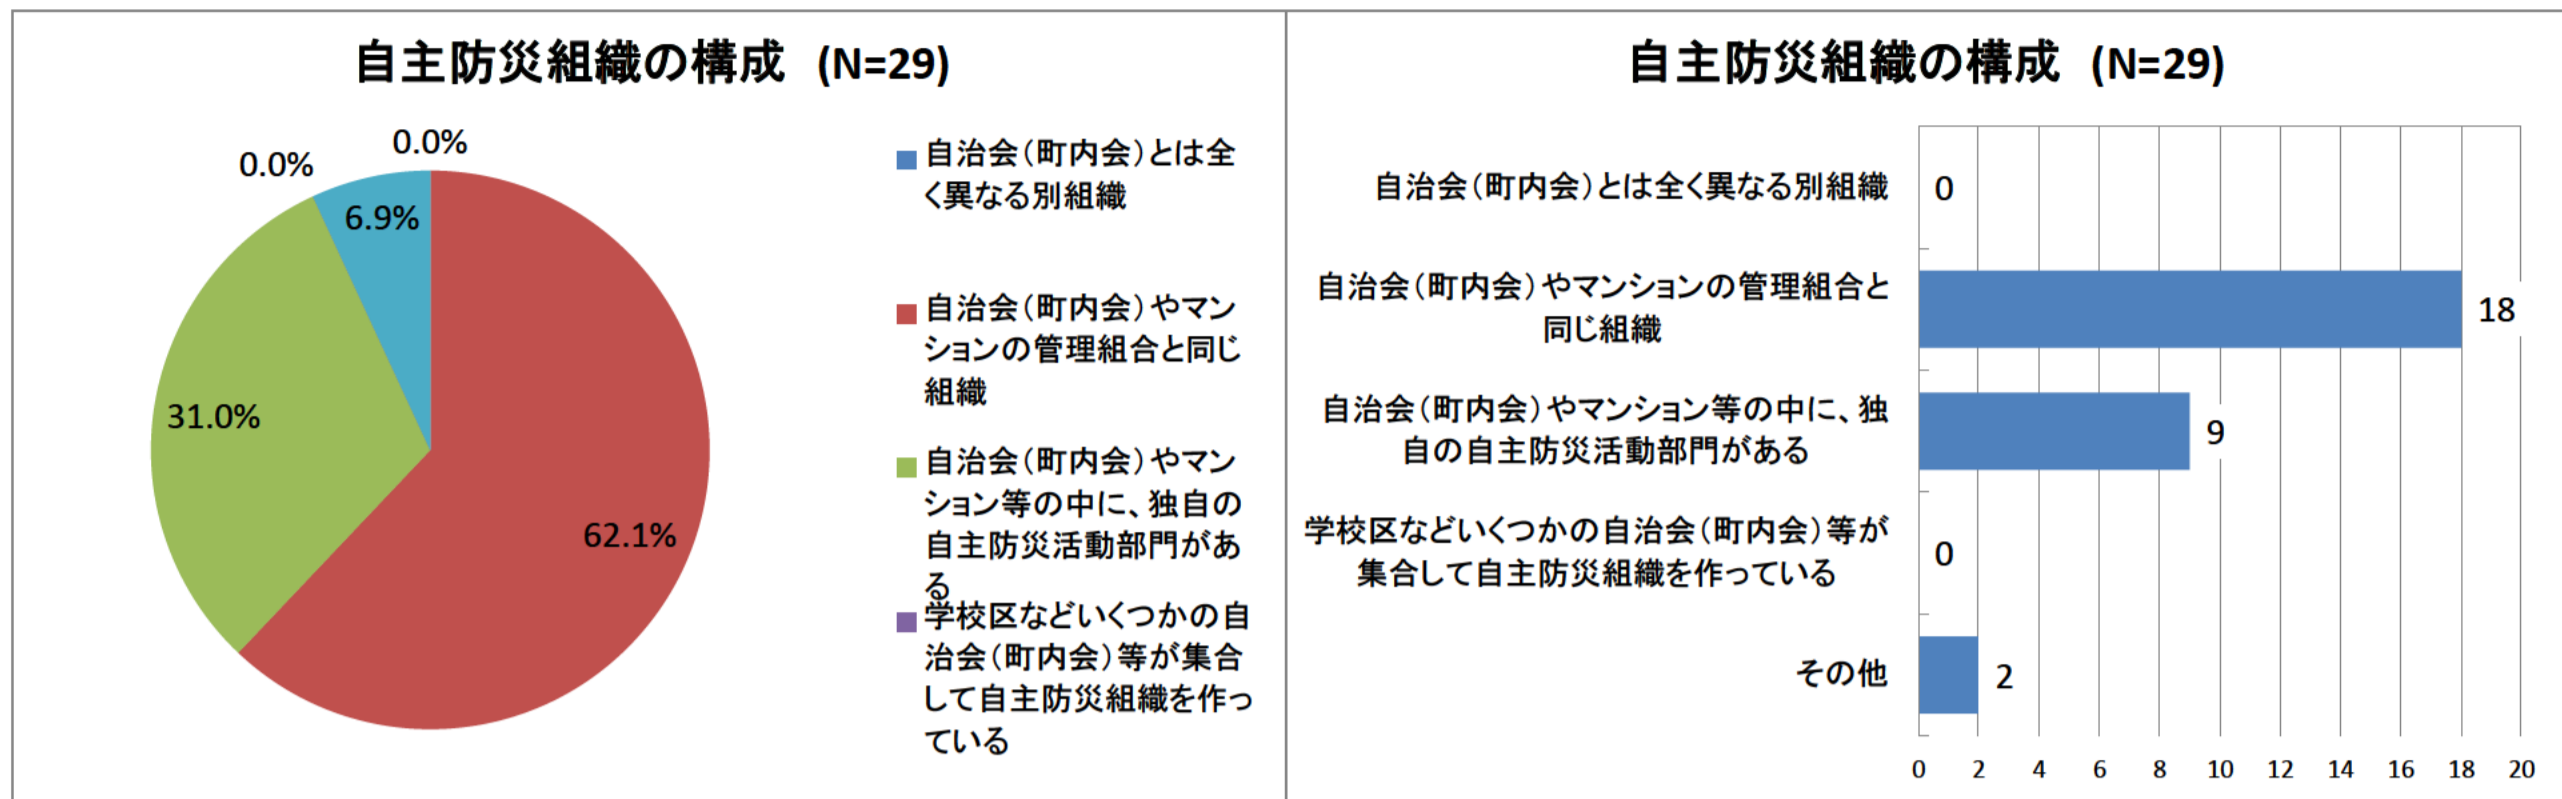 自主防災組織の構成 (N=29)
0.0%
0.0%
6.9%
31.0%
62.1%
自治会(町内会)とは全
く異なる別組織
自治会(町内会)やマン
ションの管理組合と同じ
組織
自治会(町内会)やマン
ション等の中に、独自の
自主防災活動部門があ
る
学校区などいくつかの自
治会(町内会)等が集合
して自主防災組織を作っ
ている
自主防災組織の構成 (N=29)
自治会(町内会)とは全く異なる別組織
0
自治会(町内会)やマンションの管理組合と
同じ組織
18
自治会(町内会)やマンション等の中に、独
自の自主防災活動部門がある
9
学校区などいくつかの自治会(町内会)等が
集合して自主防災組織を作っている
0
その他
2
0 2 4 6 8 10 12 14 16 18 20